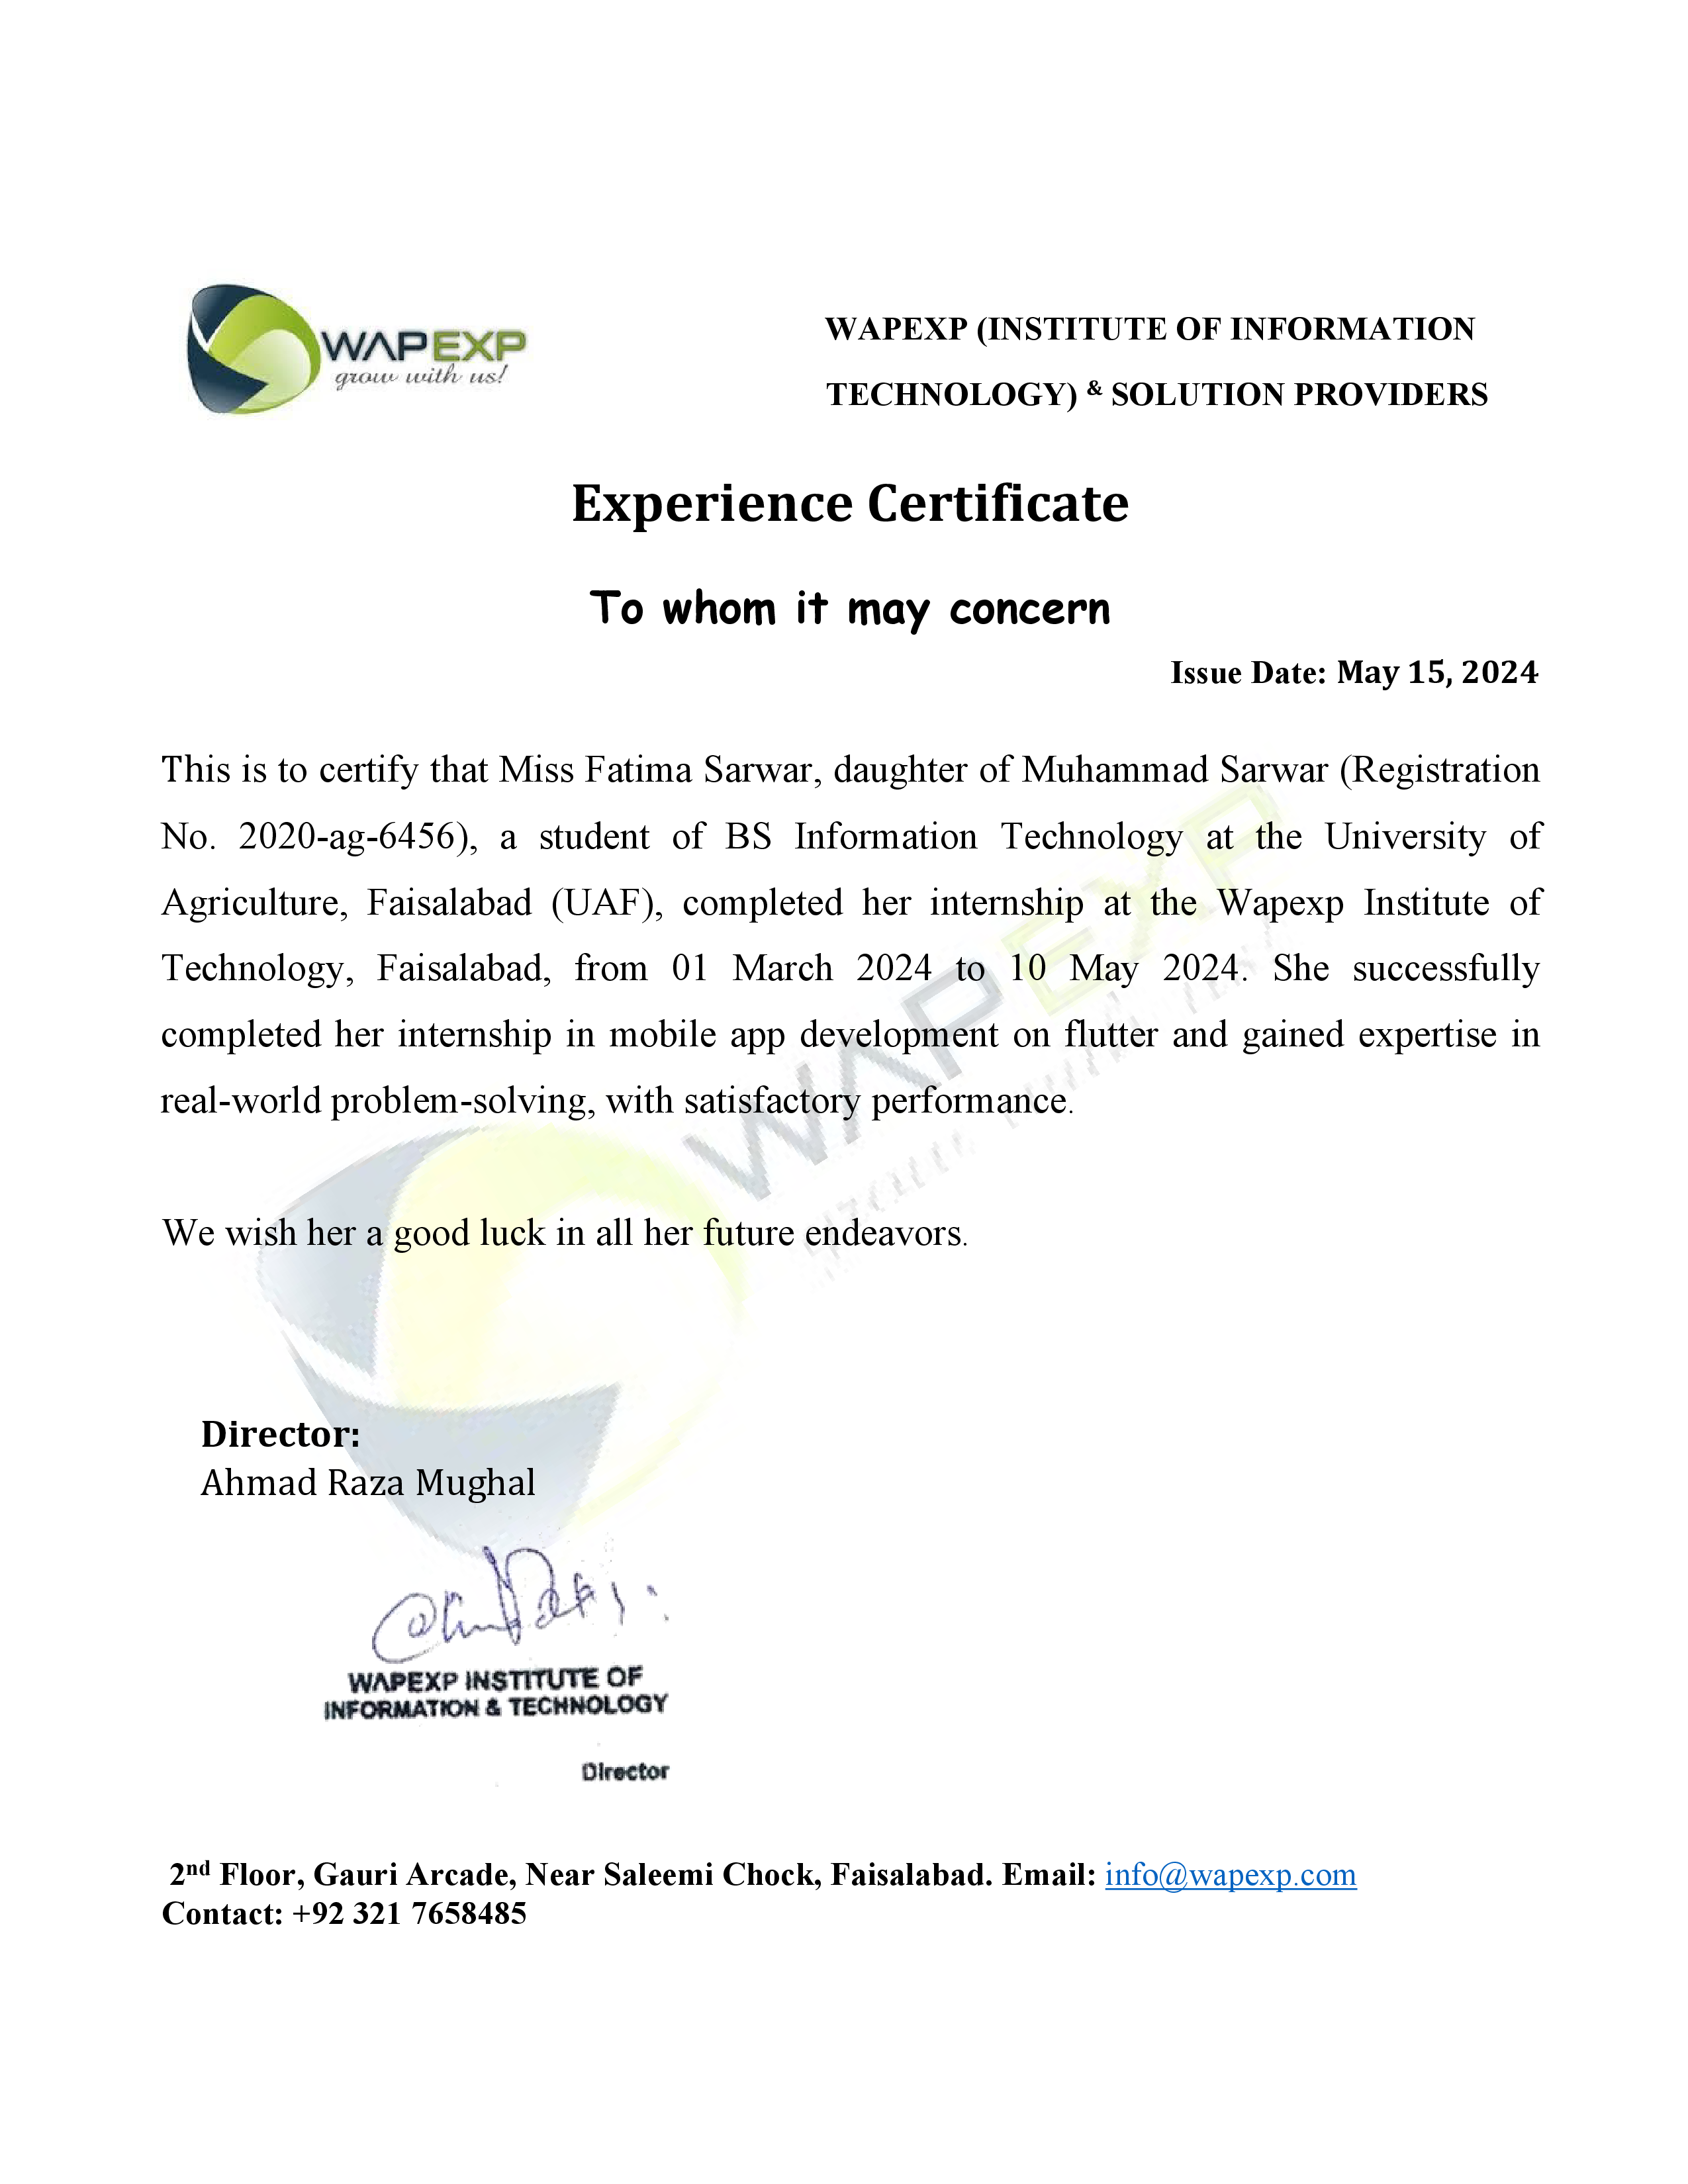 WAPEXP
grow with us!
WAPEXP (INSTITUTE OF INFORMATION
TECHNOLOGY) & SOLUTION PROVIDERS
Experience Certificate
To whom it may concern
Issue Date: May 15, 2024
This is to certify that Miss Fatima Sarwar, daughter of Muhammad Sarwar (Registration
No. 2020-ag-6456), a student of BS Information Technology at the University of
Agriculture, Faisalabad (UAF), completed her internship at the Wapexp Institute of
Technology, Faisalabad, from 01 March 2024 to 10 May 2024. She successfully
completed her internship in mobile app development on flutter and gained expertise in
real-world problem-solving, with satisfactory performance.
WAPEXP
We wish her a good luck in all her future endeavors.
Director:
Ahmad Raza Mughal
WAPEXP INSTITUTE OF
INFORMATION & TECHNOLOGY
Director
2nd Floor, Gauri Arcade, Near Saleemi Chock, Faisalabad. Email: info@wapexp.com
Contact: +92 321 7658485